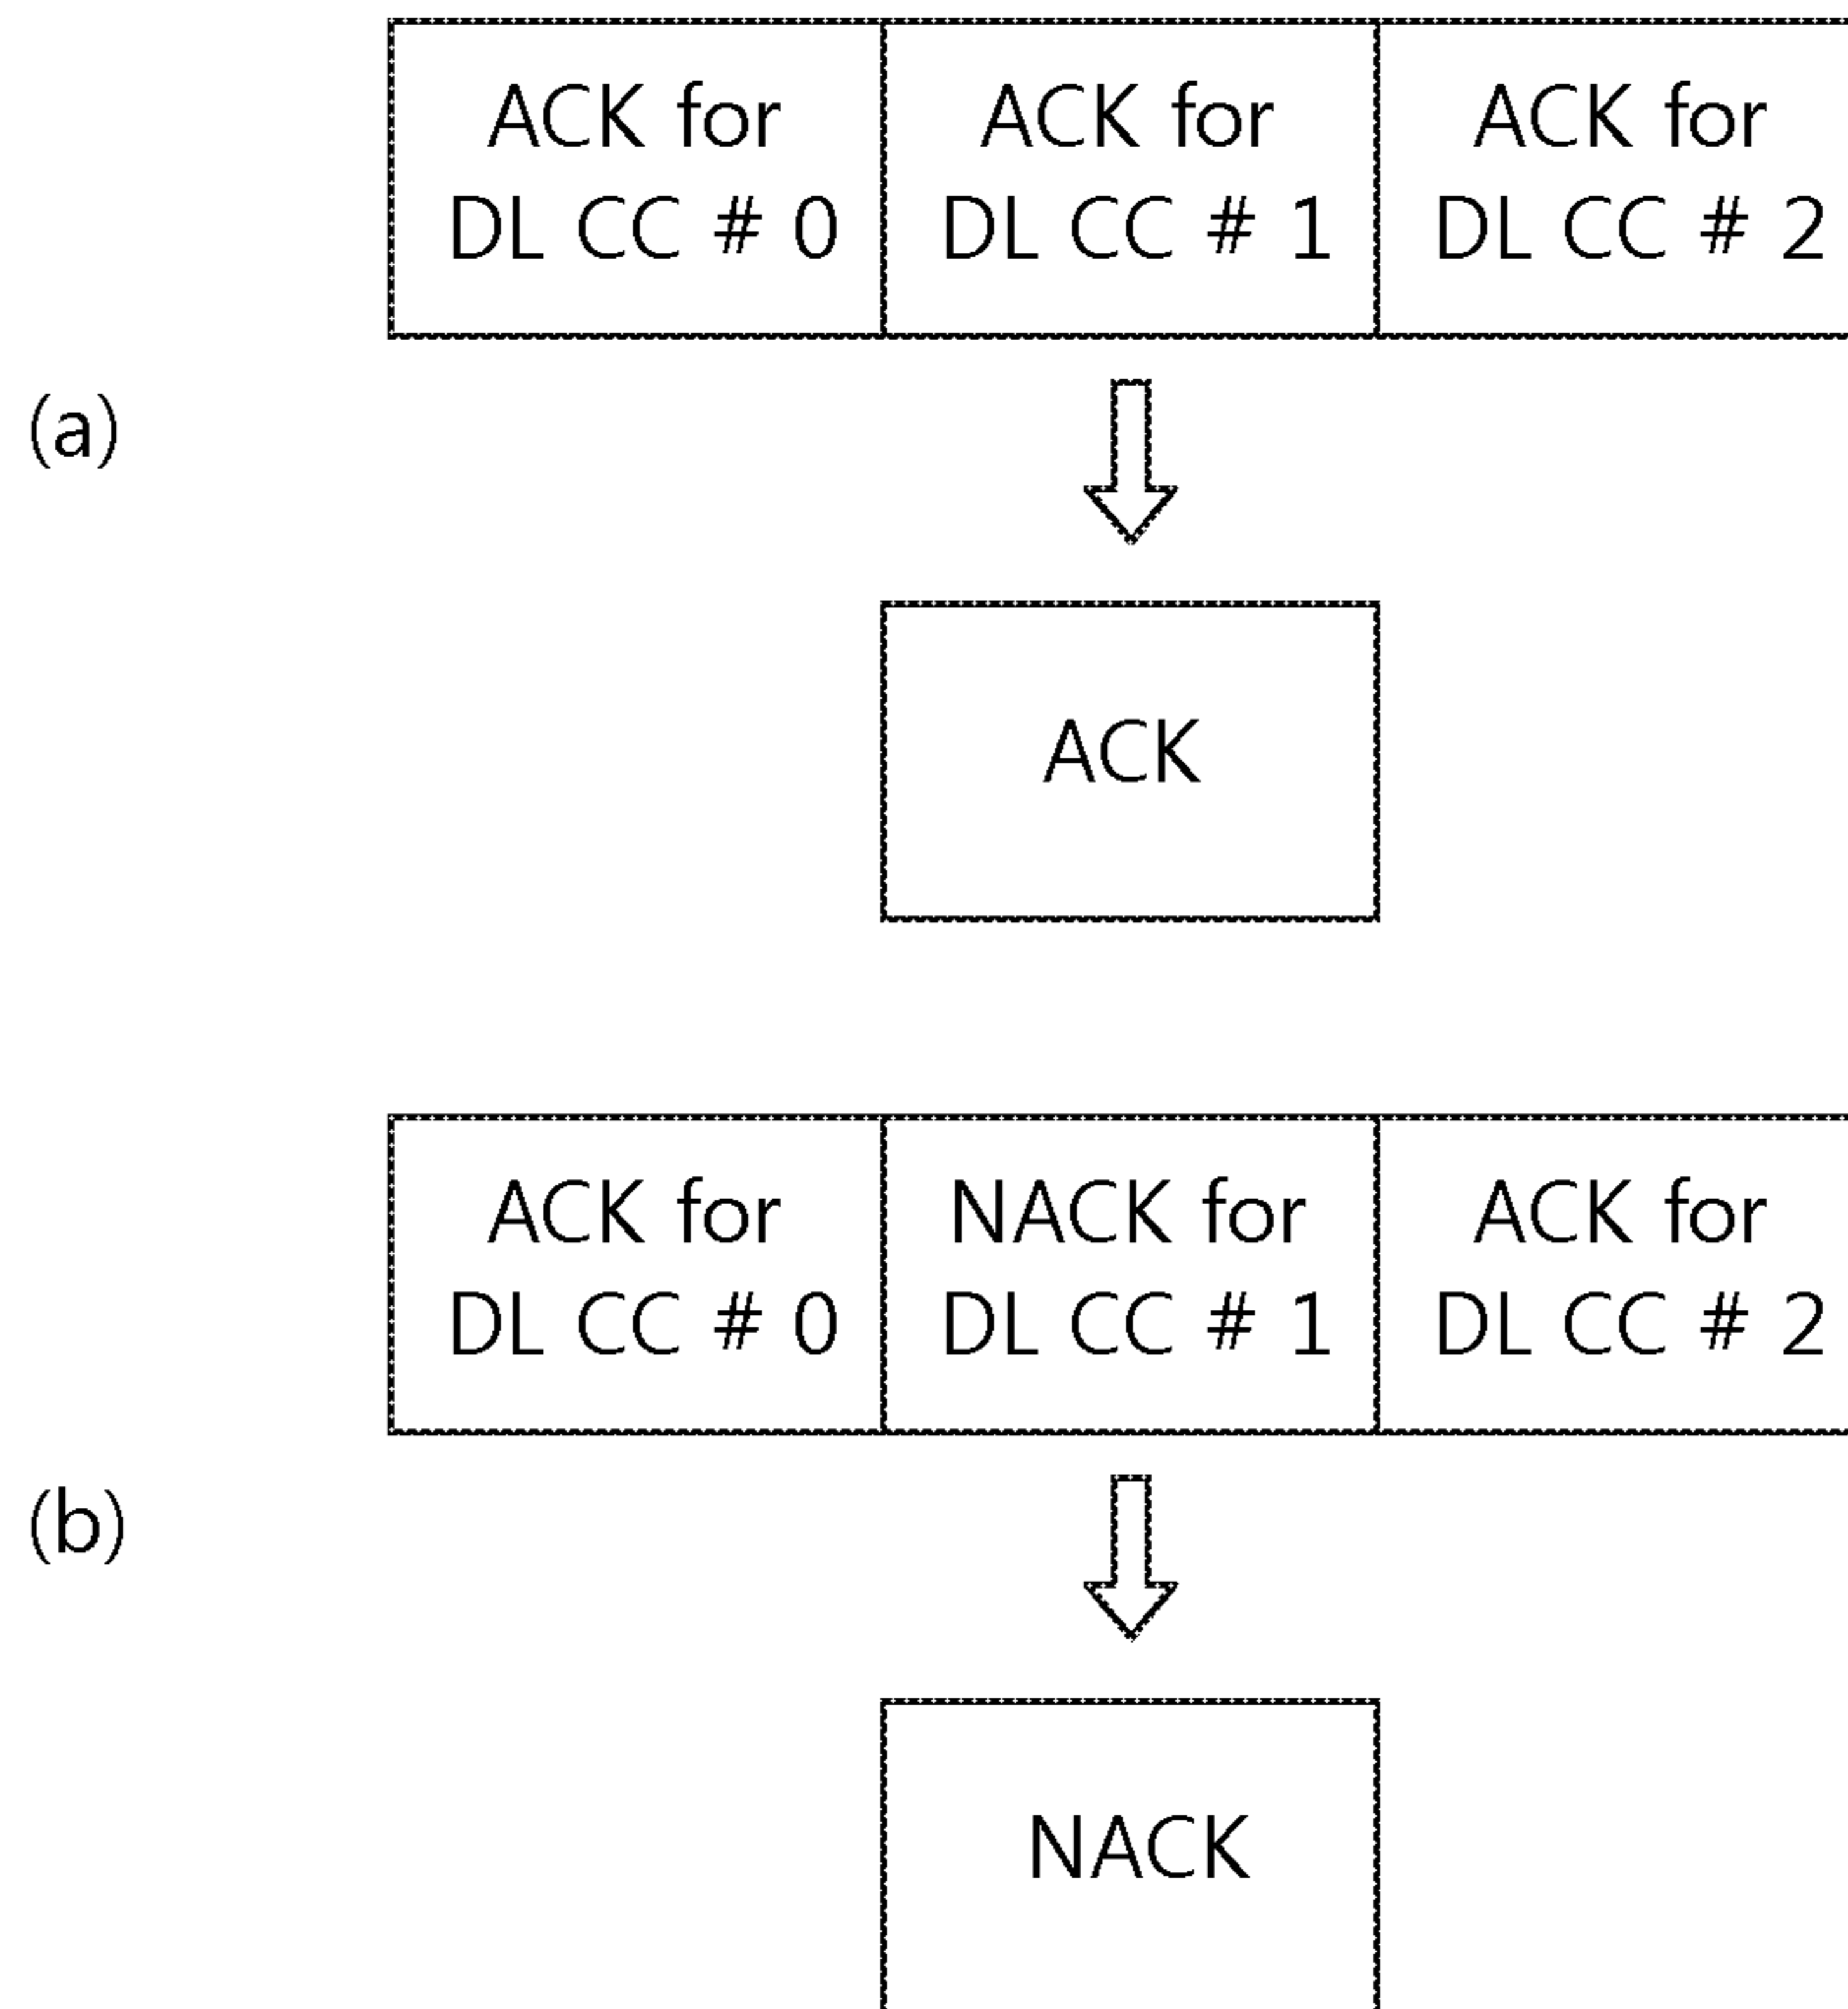 ACK for
DL CC # 0
ACK for
DL CC # 1
ACK for
DL CC # 2
(a)
ACK
ACK for
DL CC # 0
NACK for
DL CC # 1
ACK for
DL CC # 2
(b)
NACK